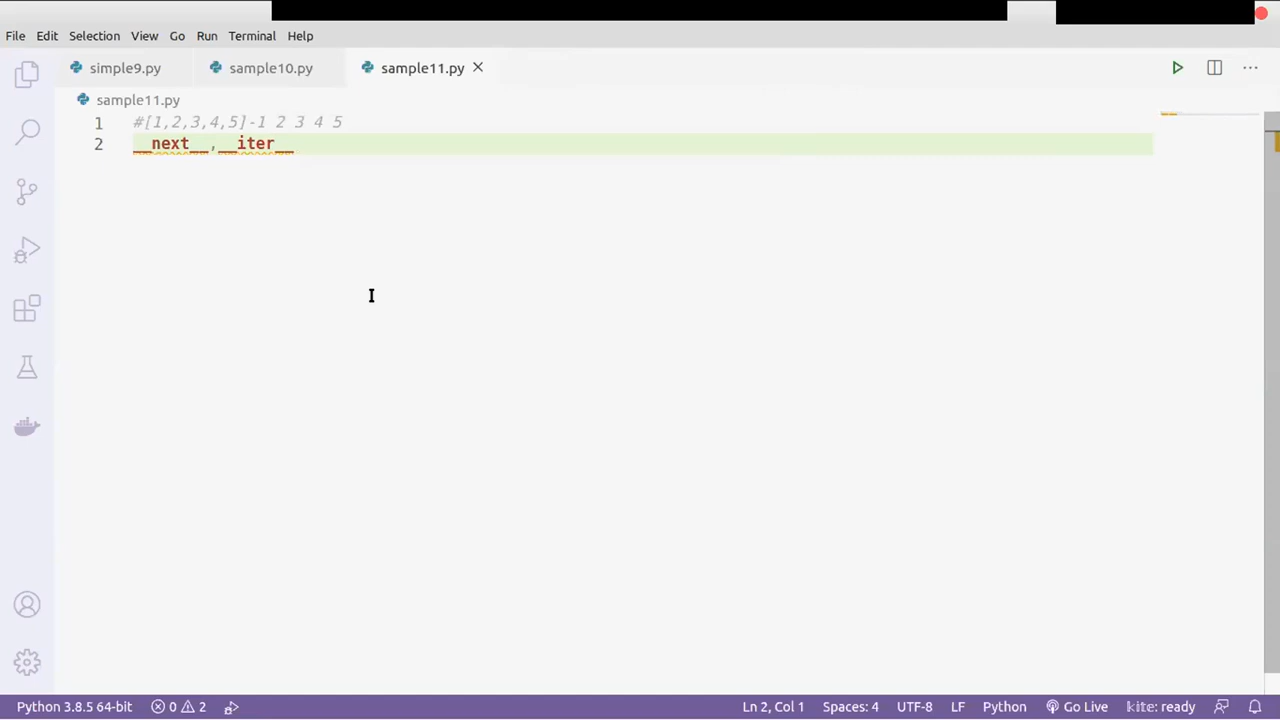 File Edit Selection View Go Run Terminal Help
simple9.py sample10.py sample11.py
sample11.py
1 #[1,2,3,4,5]-1 2 3 4 5
2 __next__,__iter__
Python 3.8.5 64-bit 0 2 Ln 2, Col 1 Spaces: 4 UTF-8 LF Python Go Live kite: ready